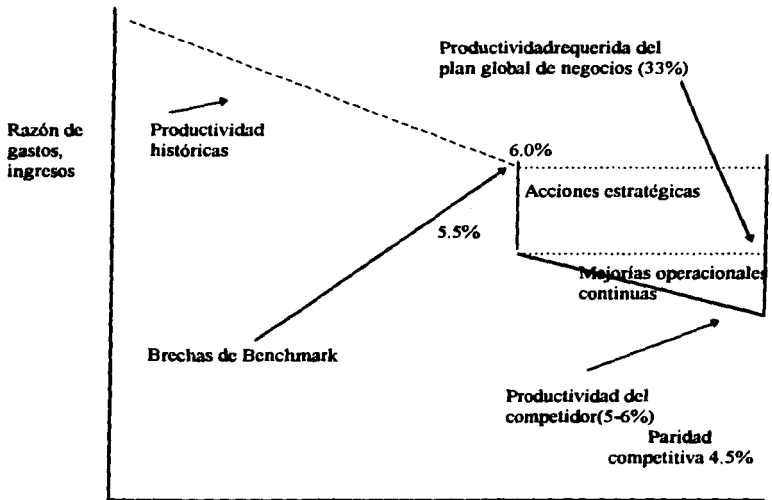 Productividadrequerida del
plan global de negocios (33%)
Razón de
gastos,
ingresos
Productividad
históricas
6.0%
Acciones estratégicas
5.5%
Mejorías operacionales
continuas
Brechas de Benchmark
Productividad del
competidor(5-6%)
Paridad
competitiva 4.5%